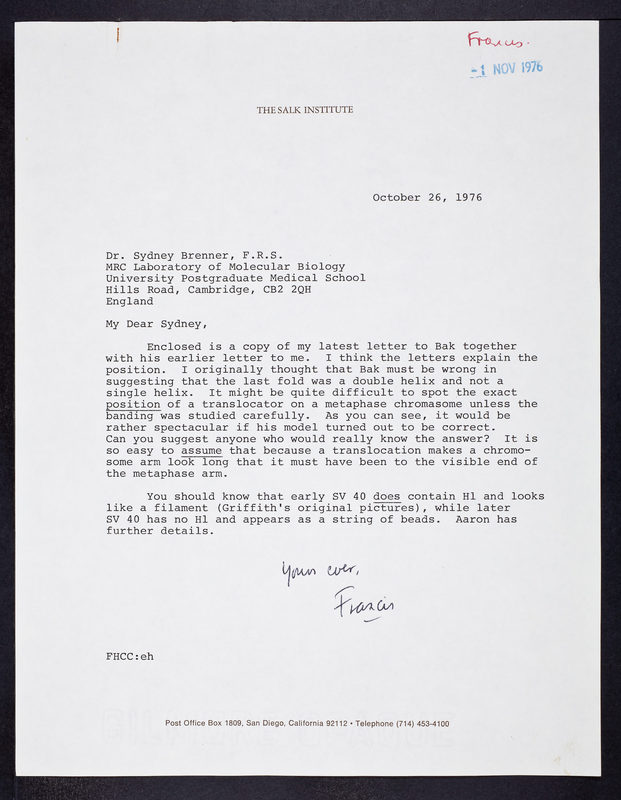 Francis.
-1 NOV 1976
THE SALK INSTITUTE
October 26, 1976
Dr. Sydney Brenner, F.R.S.
MRC Laboratory of Molecular Biology
University Postgraduate Medical School
Hills Road, Cambridge, CB2 2QH
England
My Dear Sydney,
Enclosed is a copy of my latest letter to Bak together
with his earlier letter to me. I think the letters explain the
position. I originally thought that Bak must be wrong in
suggesting that the last fold was a double helix and not a
single helix. It might be quite difficult to spot the exact
position of a translocator on a metaphase chromasome unless the
banding was studied carefully. As you can see, it would be
rather spectacular if his model turned out to be correct.
Can you suggest anyone who would really know the answer? It is
so easy to assume that because a translocation makes a chromo-
some arm look long that it must have been to the visible end of
the metaphase arm.
You should know that early SV 40 does contain H1 and looks
like a filament (Griffith's original pictures), while later
SV 40 has no H1 and appears as a string of beads. Aaron has
further details.
Yours ever,
Francis
FHCC:eh
Post Office Box 1809, San Diego, California 92112 • Telephone (714) 453-4100